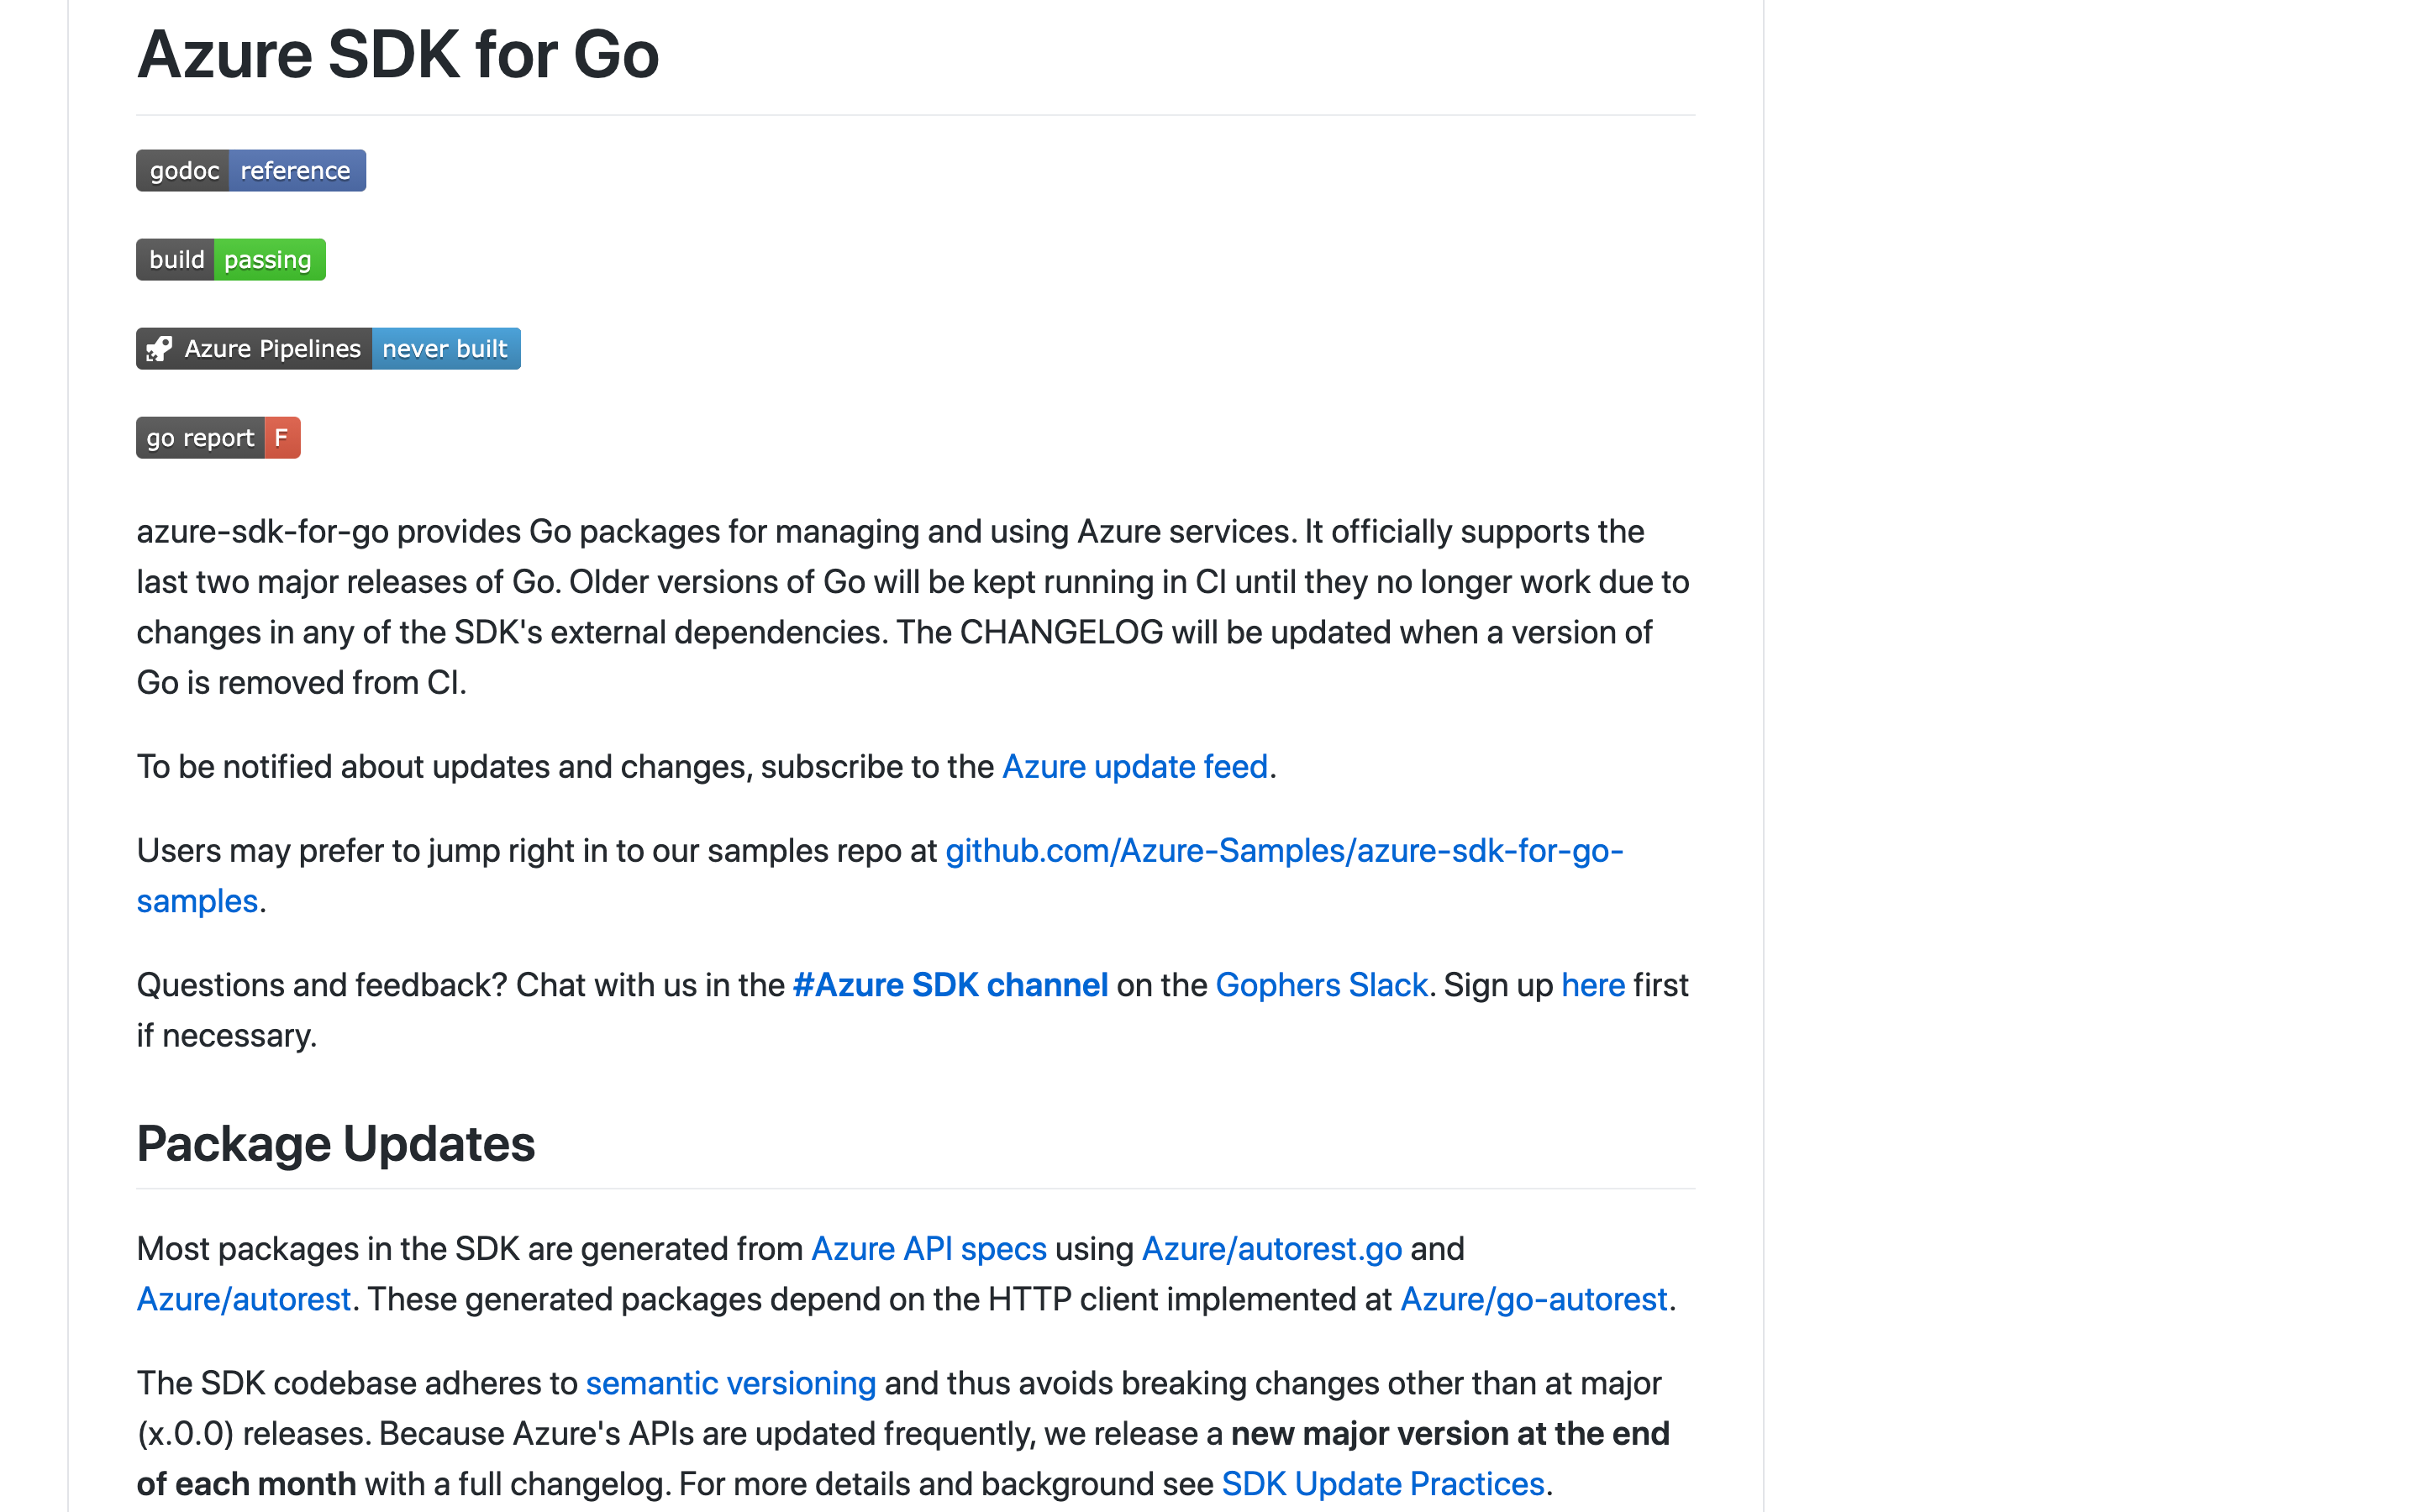 Azure SDK for Go
godoc reference
build passing
Azure Pipelines never built
go report F
azure-sdk-for-go provides Go packages for managing and using Azure services. It officially supports the
last two major releases of Go. Older versions of Go will be kept running in CI until they no longer work due to
changes in any of the SDK's external dependencies. The CHANGELOG will be updated when a version of
Go is removed from CI.
To be notified about updates and changes, subscribe to the Azure update feed.
Users may prefer to jump right in to our samples repo at github.com/Azure-Samples/azure-sdk-for-go-
samples.
Questions and feedback? Chat with us in the #Azure SDK channel on the Gophers Slack. Sign up here first
if necessary.
Package Updates
Most packages in the SDK are generated from Azure API specs using Azure/autorest.go and
Azure/autorest. These generated packages depend on the HTTP client implemented at Azure/go-autorest.
The SDK codebase adheres to semantic versioning and thus avoids breaking changes other than at major
(x.0.0) releases. Because Azure's APIs are updated frequently, we release a new major version at the end
of each month with a full changelog. For more details and background see SDK Update Practices.